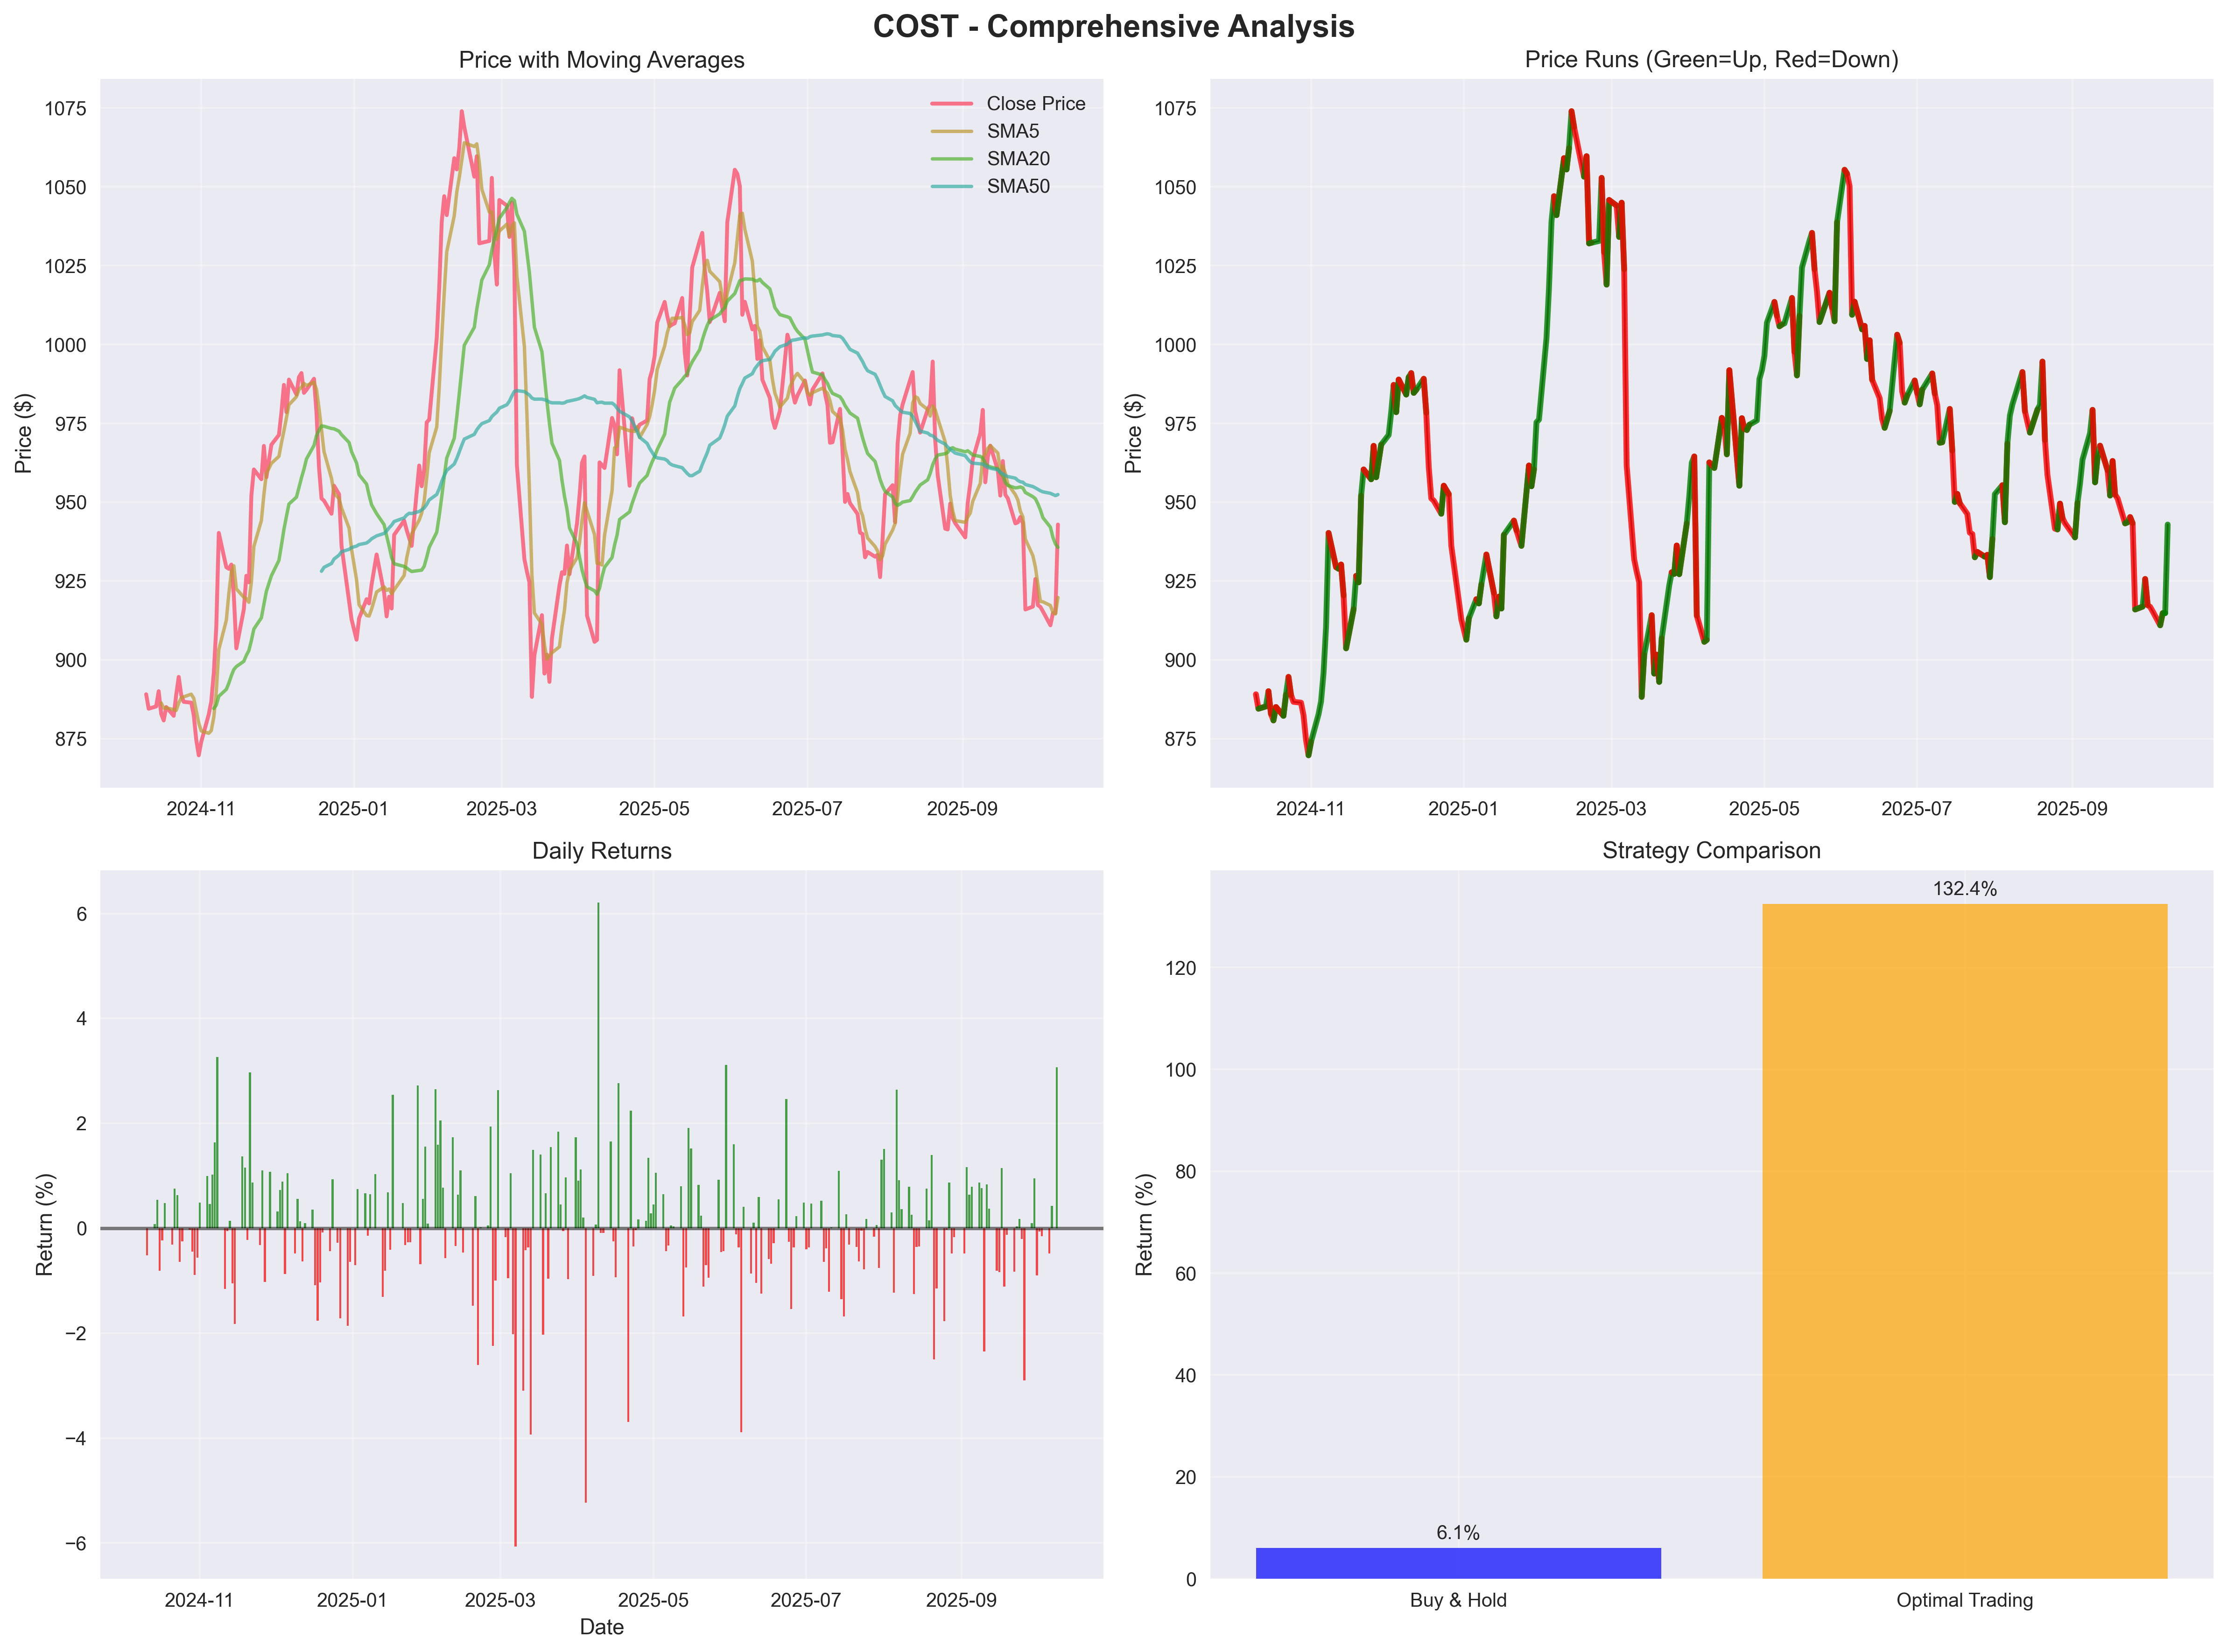 COST - Comprehensive Analysis
Price with Moving Averages
Price ($)
1075
1050
1025
1000
975
950
925
900
875
Close Price
SMA5
SMA20
SMA50
2024-11 2025-01 2025-03 2025-05 2025-07 2025-09
Price Runs (Green=Up, Red=Down)
Price ($)
1075
1050
1025
1000
975
950
925
900
875
2024-11 2025-01 2025-03 2025-05 2025-07 2025-09
Daily Returns
Return (%)
6
4
2
0
−2
−4
−6
2024-11 2025-01 2025-03 2025-05 2025-07 2025-09
Date
Strategy Comparison
Return (%)
120
100
80
60
40
20
0
132.4%
6.1%
Buy & Hold Optimal Trading